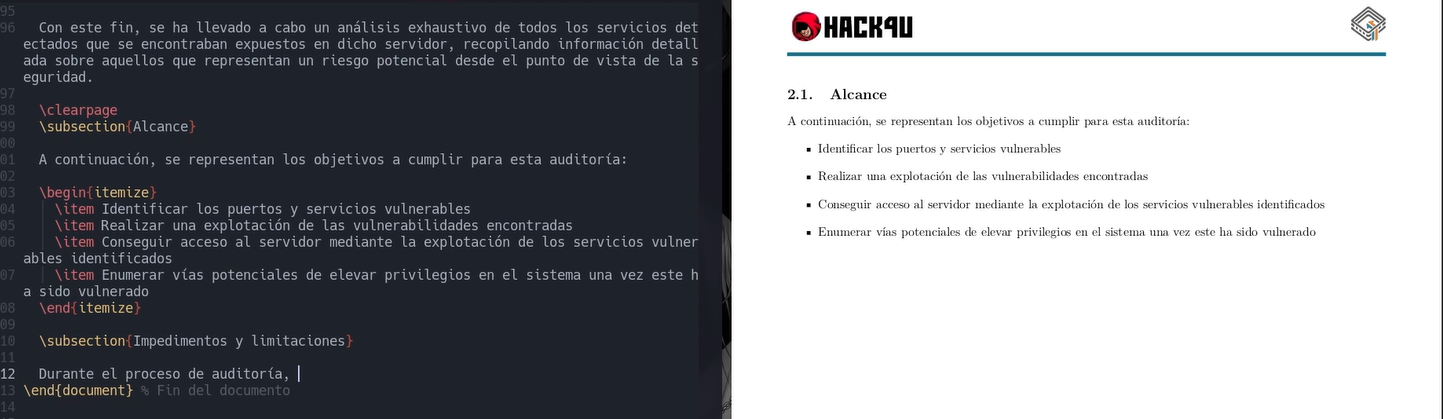 95
96 Con este fin, se ha llevado a cabo un análisis exhaustivo de todos los servicios det
ectados que se encontraban expuestos en dicho servidor, recopilando información detall
ada sobre aquellos que representan un riesgo potencial desde el punto de vista de la s
eguridad.
97
98 \clearpage
99 \subsection{Alcance}
00
01 A continuación, se representan los objetivos a cumplir para esta auditoría:
02
03 \begin{itemize}
04 \item Identificar los puertos y servicios vulnerables
05 \item Realizar una explotación de las vulnerabilidades encontradas
06 \item Conseguir acceso al servidor mediante la explotación de los servicios vulner
ables identificados
07 \item Enumerar vías potenciales de elevar privilegios en el sistema una vez este h
a sido vulnerado
08 \end{itemize}
09
10 \subsection{Impedimentos y limitaciones}
11
12 Durante el proceso de auditoría,
13 \end{document} % Fin del documento
14
HACK4U
2.1. Alcance
A continuación, se representan los objetivos a cumplir para esta auditoría:
▪ Identificar los puertos y servicios vulnerables
▪ Realizar una explotación de las vulnerabilidades encontradas
▪ Conseguir acceso al servidor mediante la explotación de los servicios vulnerables identificados
▪ Enumerar vías potenciales de elevar privilegios en el sistema una vez este ha sido vulnerado